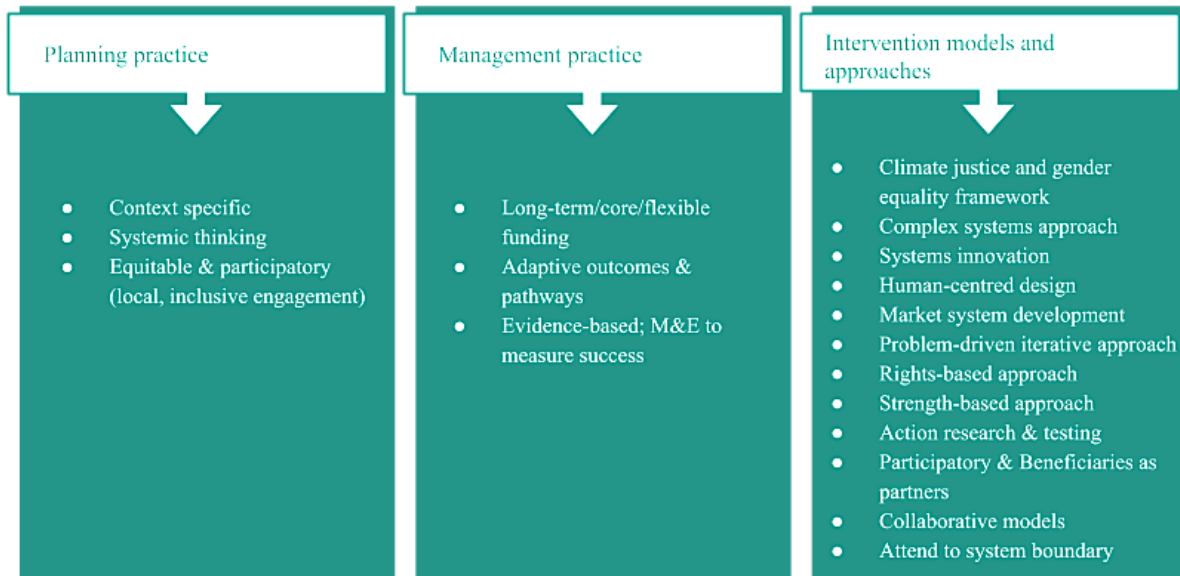 Planning practice
● Context specific
● Systemic thinking
● Equitable & participatory
(local, inclusive engagement)
Management practice
● Long-term/core/flexible
funding
● Adaptive outcomes &
pathways
● Evidence-based; M&E to
measure success
Intervention models and
approaches
● Climate justice and gender
equality framework
● Complex systems approach
● Systems innovation
● Human-centred design
● Market system development
● Problem-driven iterative approach
● Rights-based approach
● Strength-based approach
● Action research & testing
● Participatory & Beneficiaries as
partners
● Collaborative models
● Attend to system boundary